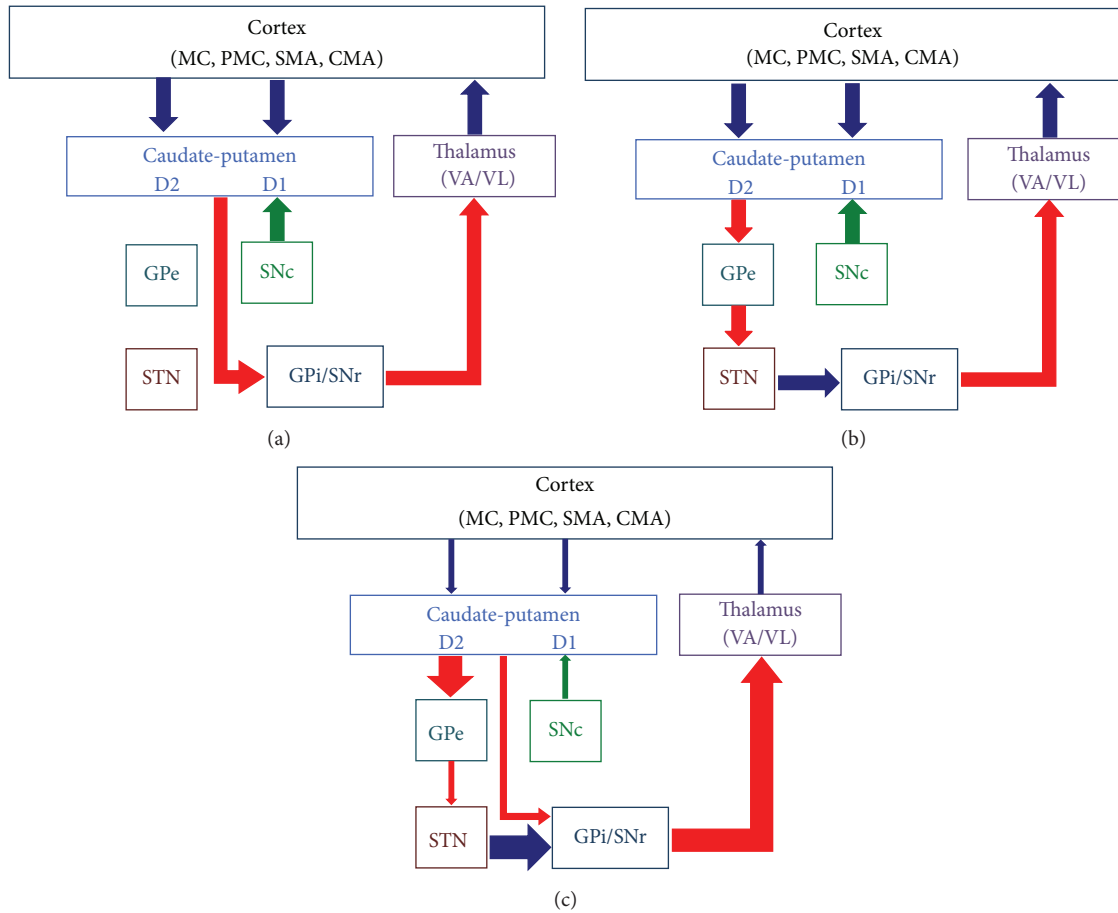 Cortex
(MC, PMC, SMA, CMA)
Caudate-putamen
D2 D1
Thalamus
(VA/VL)
GPe
SNc
STN
GPi/SNr
(a)
Cortex
(MC, PMC, SMA, CMA)
Caudate-putamen
D2 D1
Thalamus
(VA/VL)
GPe
SNc
STN
GPi/SNr
(b)
Cortex
(MC, PMC, SMA, CMA)
Caudate-putamen
D2 D1
Thalamus
(VA/VL)
GPe
SNc
STN
GPi/SNr
(c)